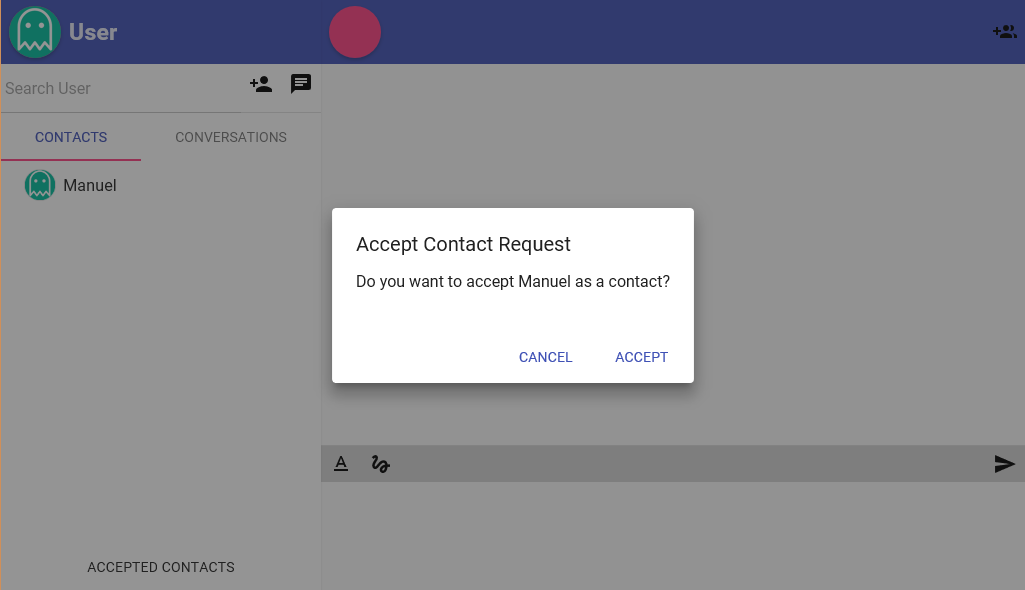 User
Search User
CONTACTS CONVERSATIONS
Manuel
Accept Contact Request
Do you want to accept Manuel as a contact?
CANCEL ACCEPT
A
ACCEPTED CONTACTS